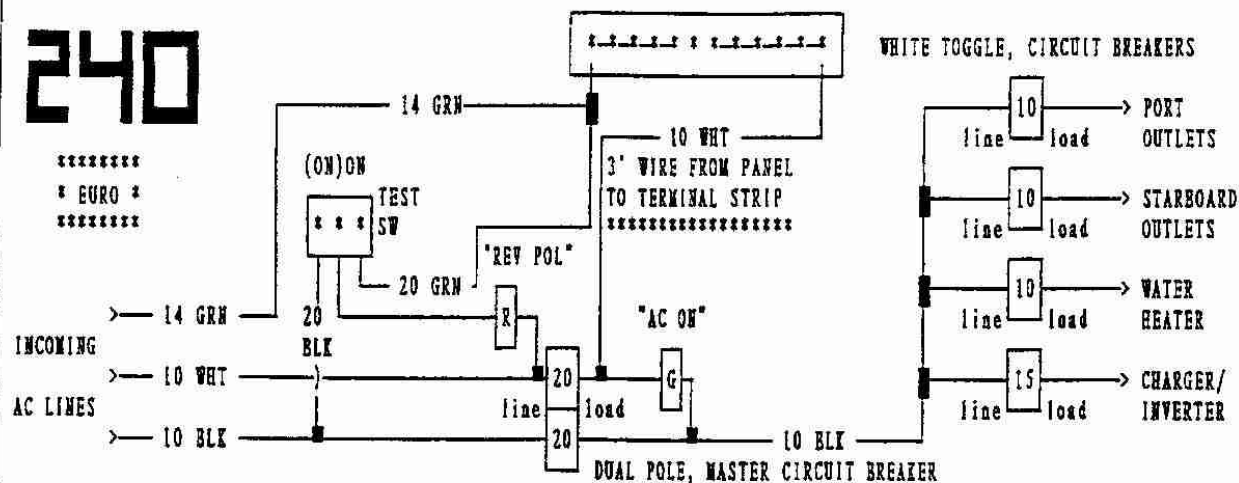 240
********
* EURO *
********
*_*_*_*_* *_*_*_*_*_*
WHITE TOGGLE, CIRCUIT BREAKERS
14 GRN
10 WHT
3' WIRE FROM PANEL
TO TERMINAL STRIP
******************
(ON)ON
* * *
TEST
SW
"REV POL"
20 GRN
R
"AC ON"
G
INCOMING
AC LINES
>— 14 GRN
>— 10 WHT
>— 10 BLK
20
BLK
20
line load
20
10 BLK
DUAL POLE, MASTER CIRCUIT BREAKER
10
line load
> PORT
OUTLETS
10
line load
> STARBOARD
OUTLETS
10
line load
> WATER
HEATER
15
line load
> CHARGER/
INVERTER